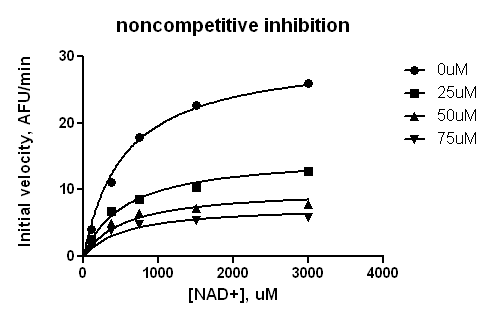 noncompetitive inhibition
Initial velocity, AFU/min
30
20
10
0
0
1000
2000
3000
4000
[NAD+], uM
0uM
25uM
50uM
75uM